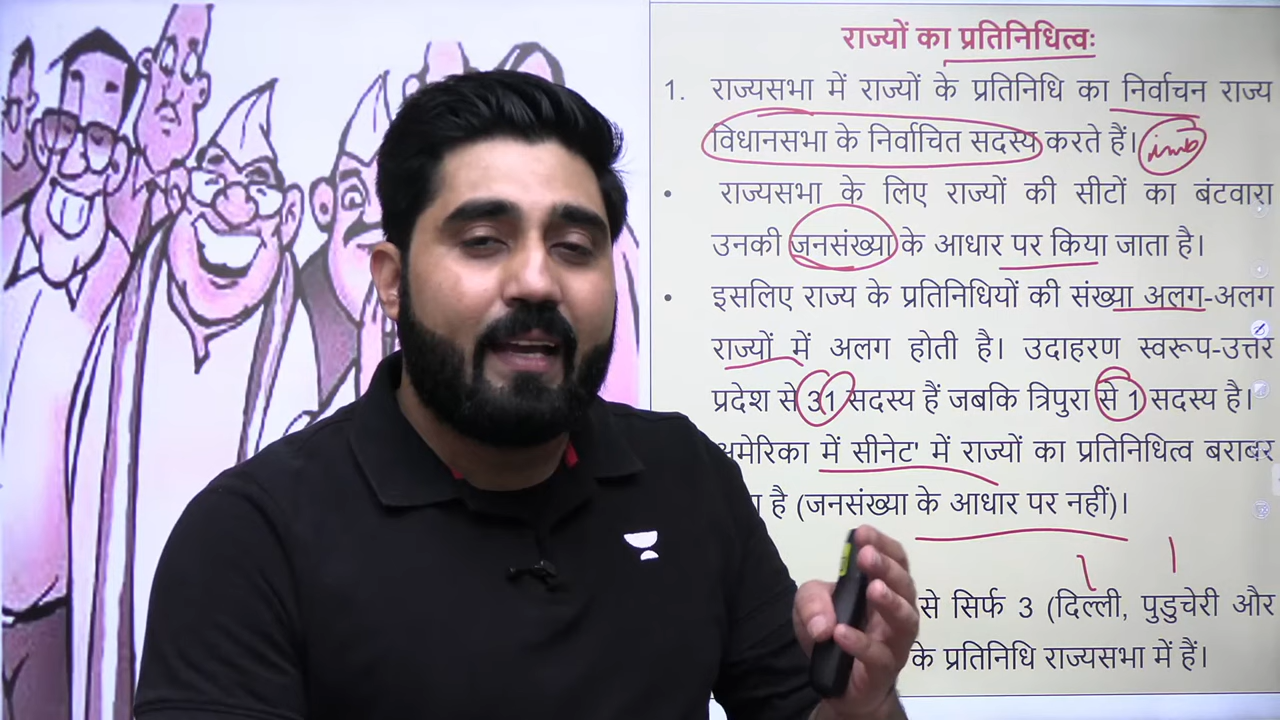 राज्यों का प्रतिनिधित्वः
1. राज्यसभा में राज्यों के प्रतिनिधि का निर्वाचन राज्य
विधानसभा के निर्वाचित सदस्य करते हैं। imp
• राज्यसभा के लिए राज्यों की सीटों का बंटवारा
उनकी जनसंख्या के आधार पर किया जाता है।
• इसलिए राज्य के प्रतिनिधियों की संख्या अलग-अलग
राज्यों में अलग होती है। उदाहरण स्वरूप-उत्तर
प्रदेश से 31 सदस्य हैं जबकि त्रिपुरा से 1 सदस्य है।
अमेरिका में सीनेट' में राज्यों का प्रतिनिधित्व बराबर
है (जनसंख्या के आधार पर नहीं)।
से सिर्फ 3 (दिल्ली, पुडुचेरी और
के प्रतिनिधि राज्यसभा में हैं।